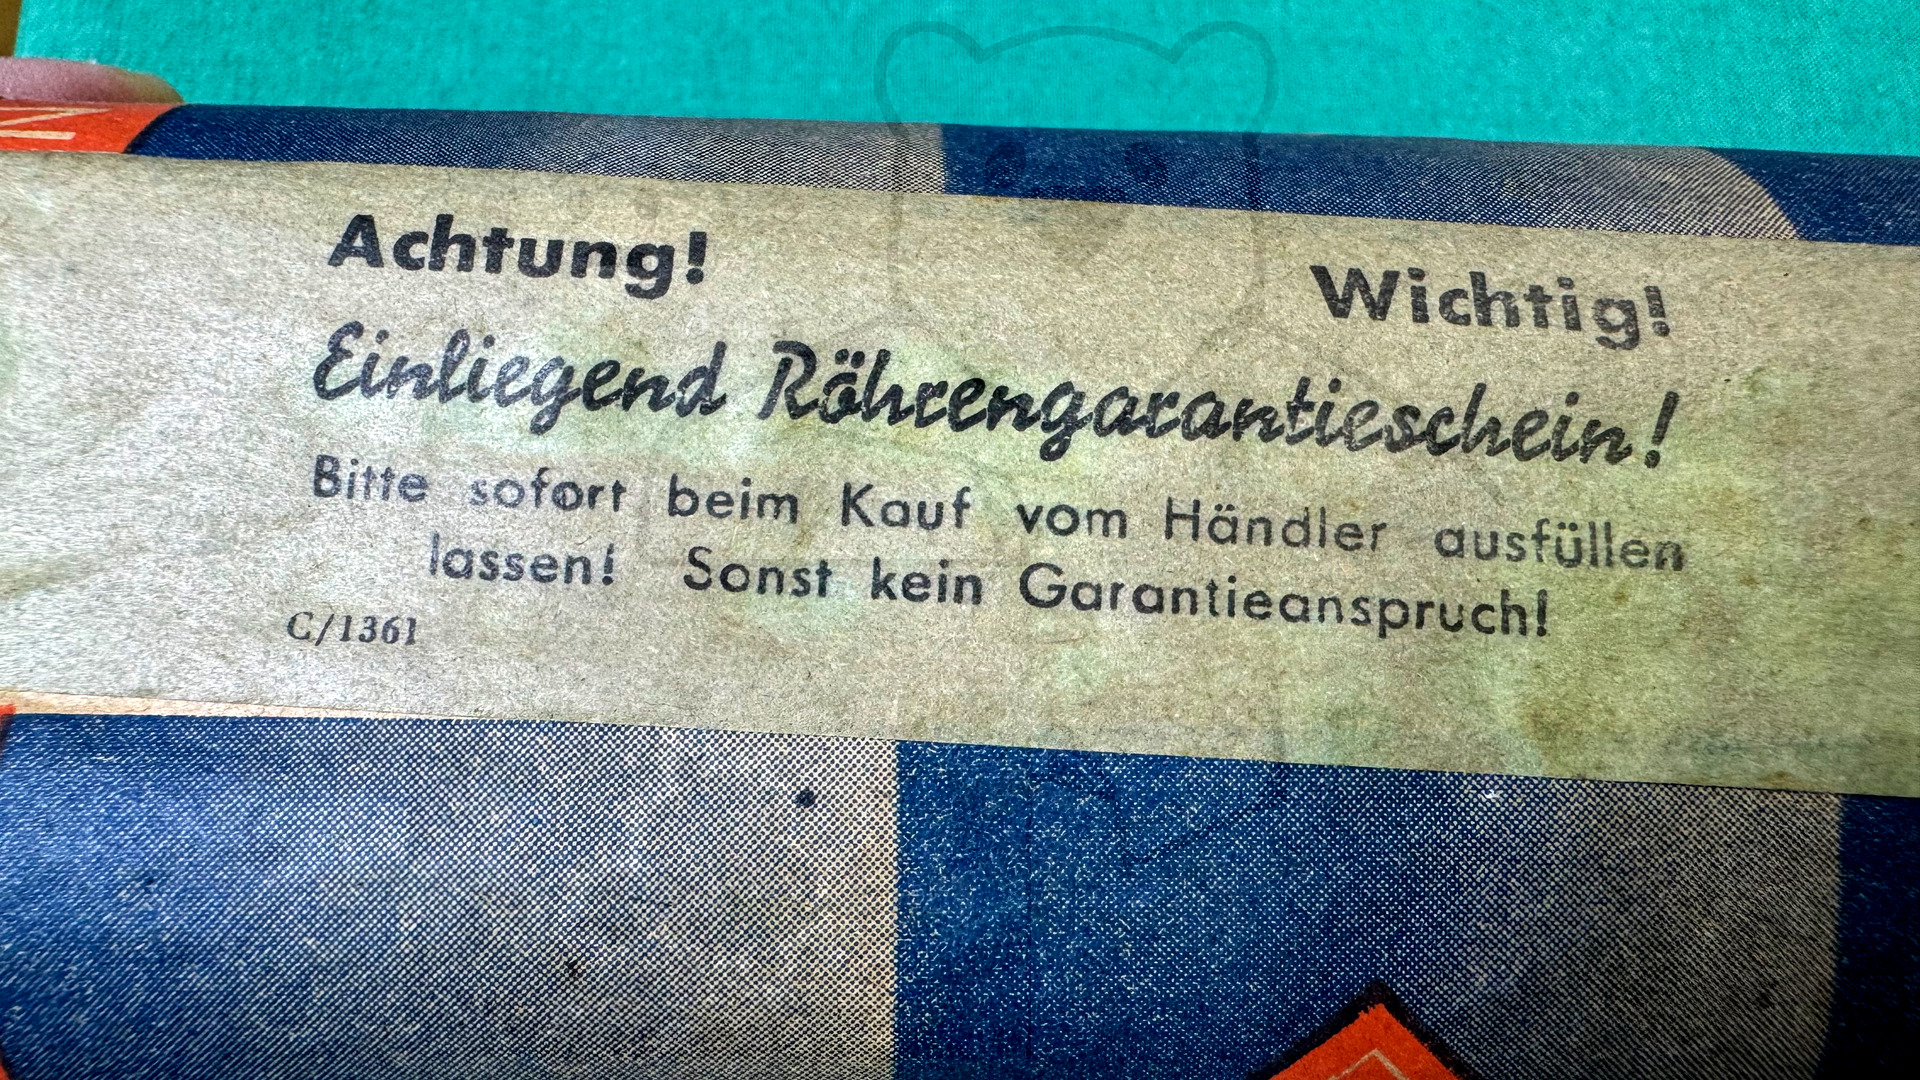 Achtung! Wichtig!
Einliegend Röhrengarantieschein!
Bitte sofort beim Kauf vom Händler ausfüllen
lassen! Sonst kein Garantieanspruch!
C/1361